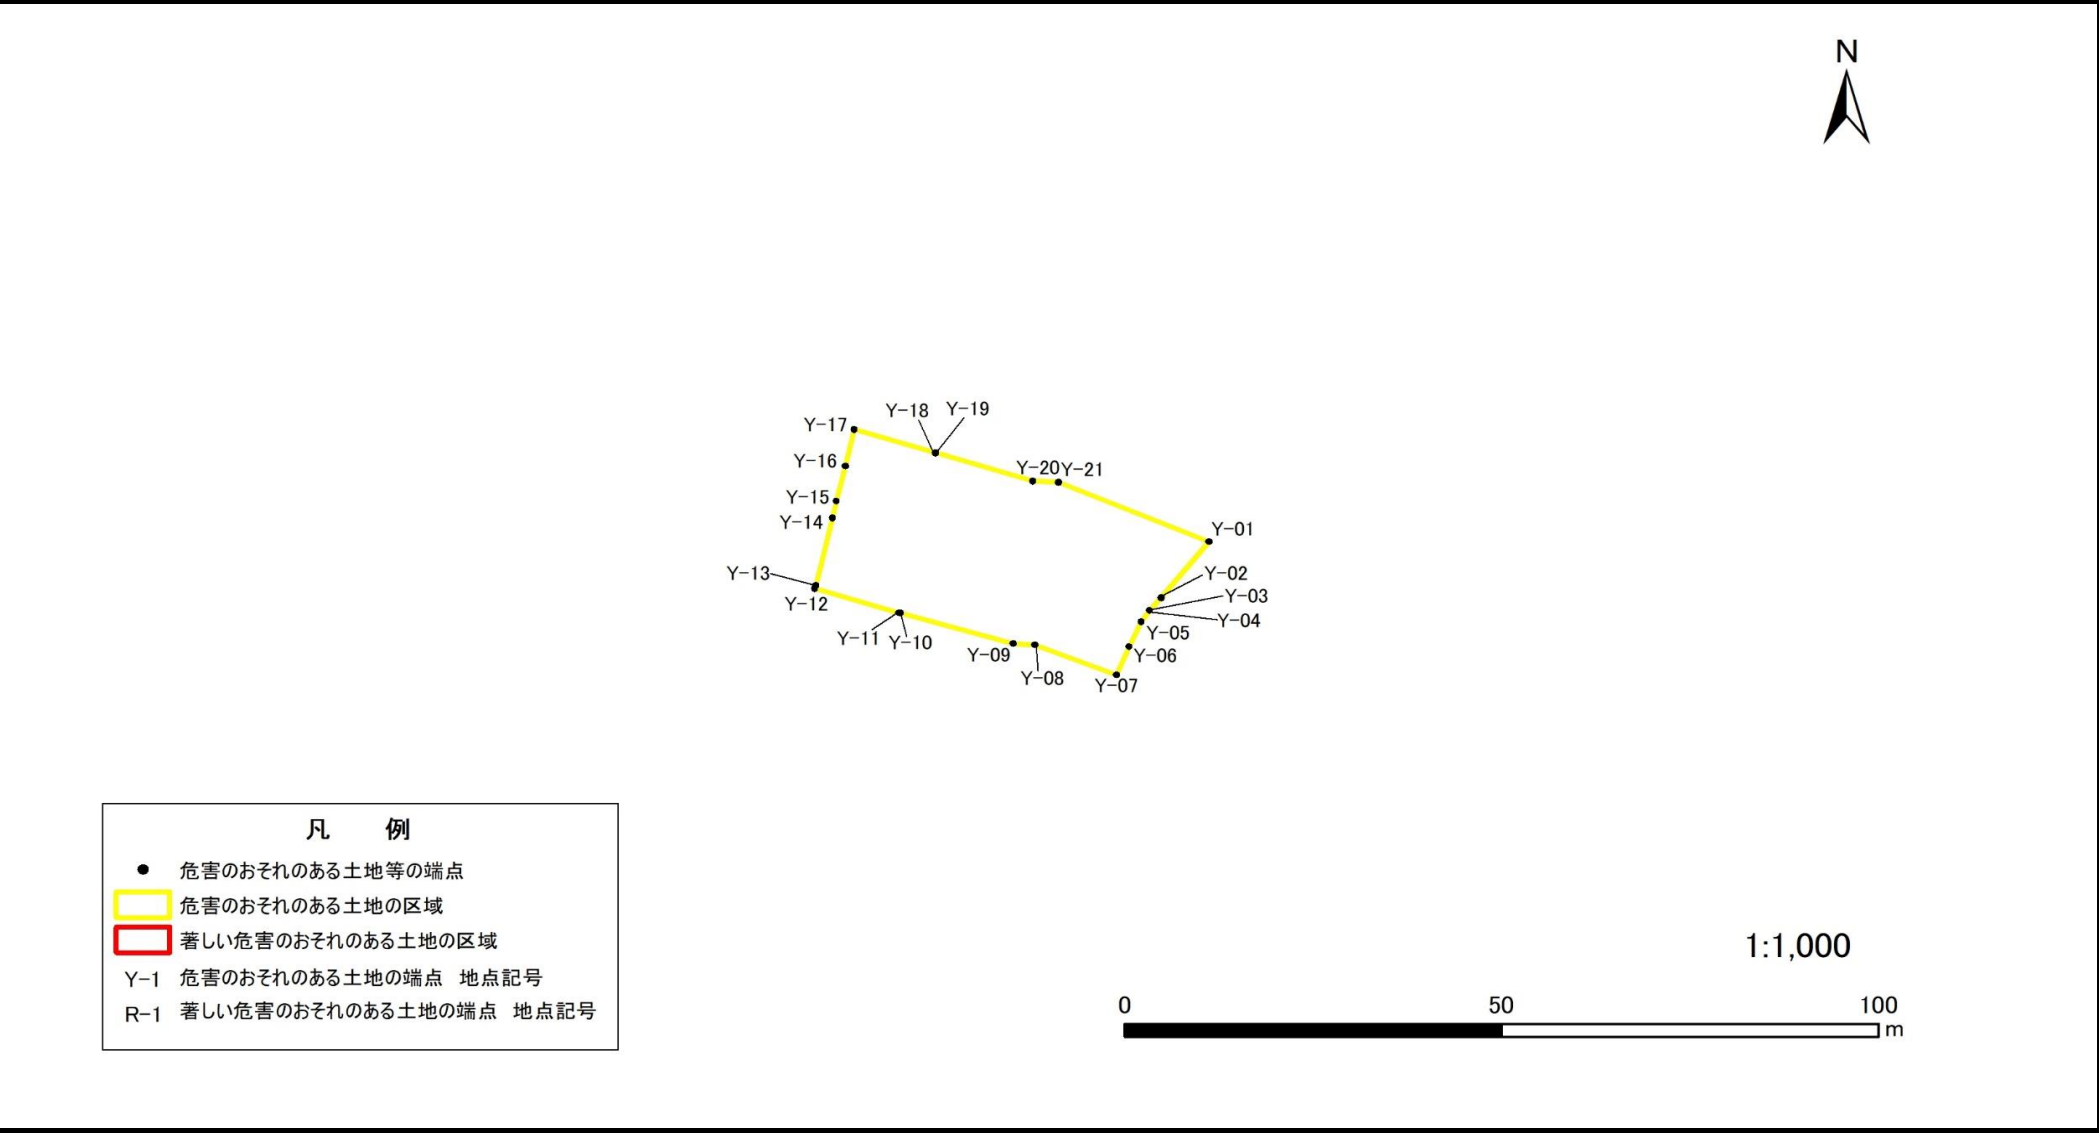 N
Y-18 Y-19
Y-17
Y-16
Y-20 Y-21
Y-15
Y-14
Y-01
Y-13
Y-02
Y-03
Y-12
Y-04
Y-05
Y-11 Y-10
Y-09
Y-06
Y-08
Y-07
凡 例
危害のおそれのある土地等の端点
危害のおそれのある土地の区域
著しい危害のおそれのある土地の区域
Y-1 危害のおそれのある土地の端点 地点記号
R-1 著しい危害のおそれのある土地の端点 地点記号
1:1,000
0 50 100
m